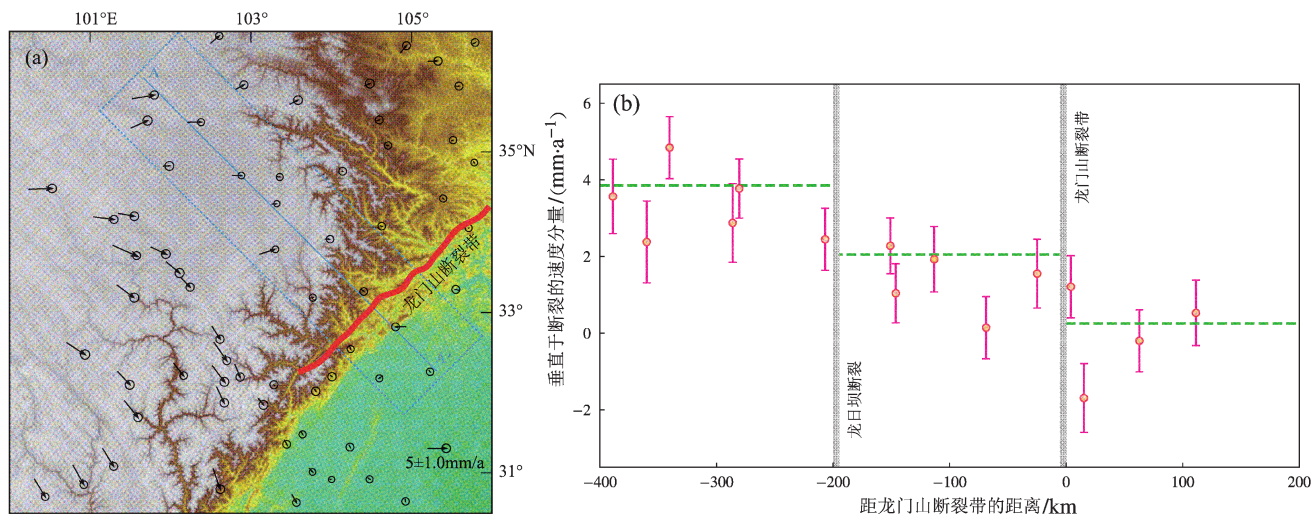 101°E 103° 105°
(a)
A
35°N
33°
31°
龙门山断裂带
5±1.0mm/a
(b)
垂直于断裂的速度分量/(mm·a⁻¹)
6
4
2
0
−2
龙日坝断裂
龙门山断裂带
−400 −300 −200 −100 0 100 200
距龙门山断裂带的距离/km